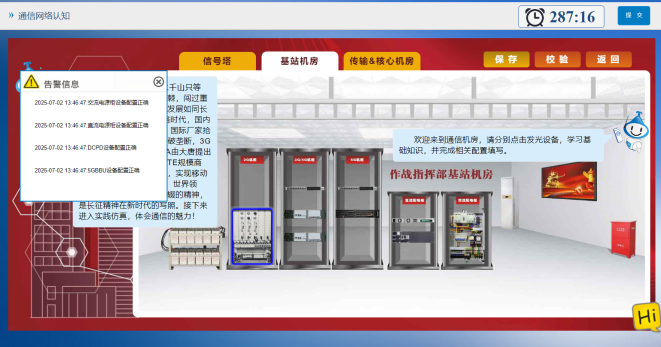 » 通信网络认知
287:16
提 交
信号塔
基站机房
传输&核心机房
保 存
校 验
返 回
告警信息
2025-07-02 13:46:47:交流电源柜设备配置正确
2025-07-02 13:46:47:直流电源柜设备配置正确
2025-07-02 13:46:47:DCPD设备配置正确
2025-07-02 13:46:47:5GBBU设备配置正确
千山只等
棘，闯过重
发展如同长
时代，国内
国际厂家抢
破垄断，3G
A由大唐提出
TE规模商
，实现移动
世界领
的精神，
是长征精神在新时代的写照。接下来
进入实践仿真，体会通信的魅力！
欢迎来到通信机房，请分别点击发光设备，学习基
础知识，并完成相关配置填写。
作战指挥部基站机房
Hi